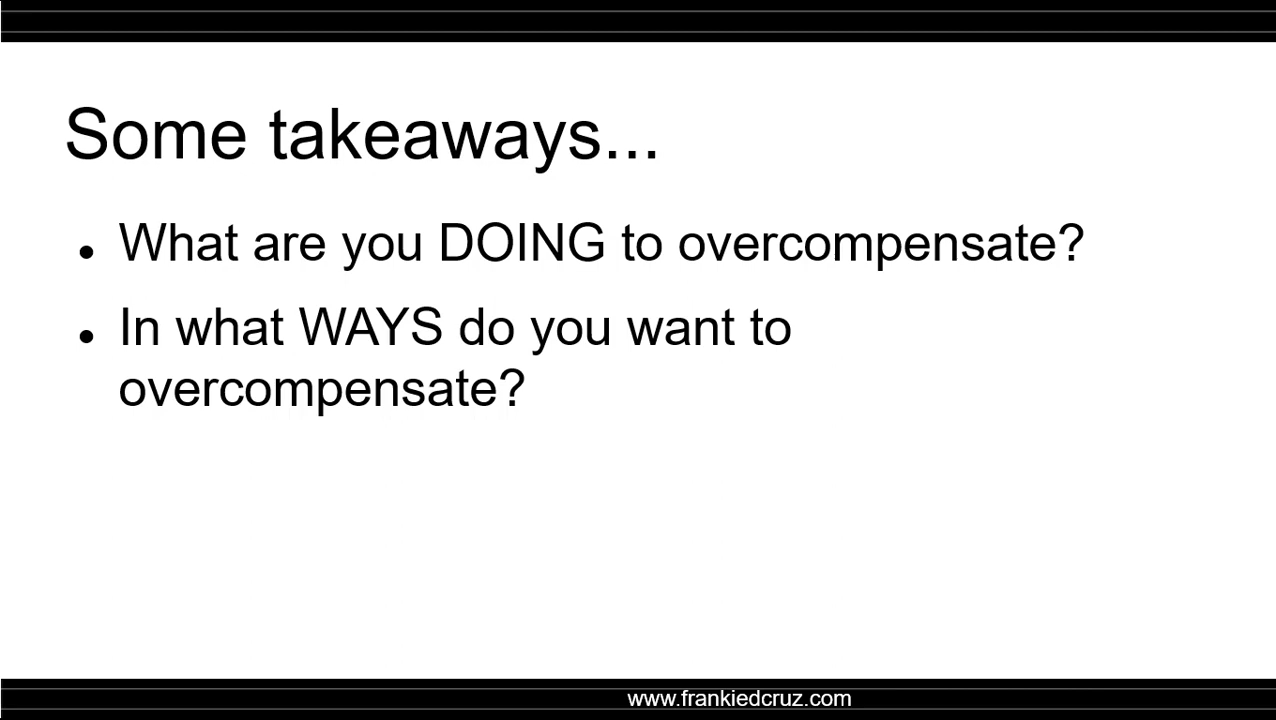 Some takeaways...
What are you DOING to overcompensate?
In what WAYS do you want to
overcompensate?
www.frankiedcruz.com